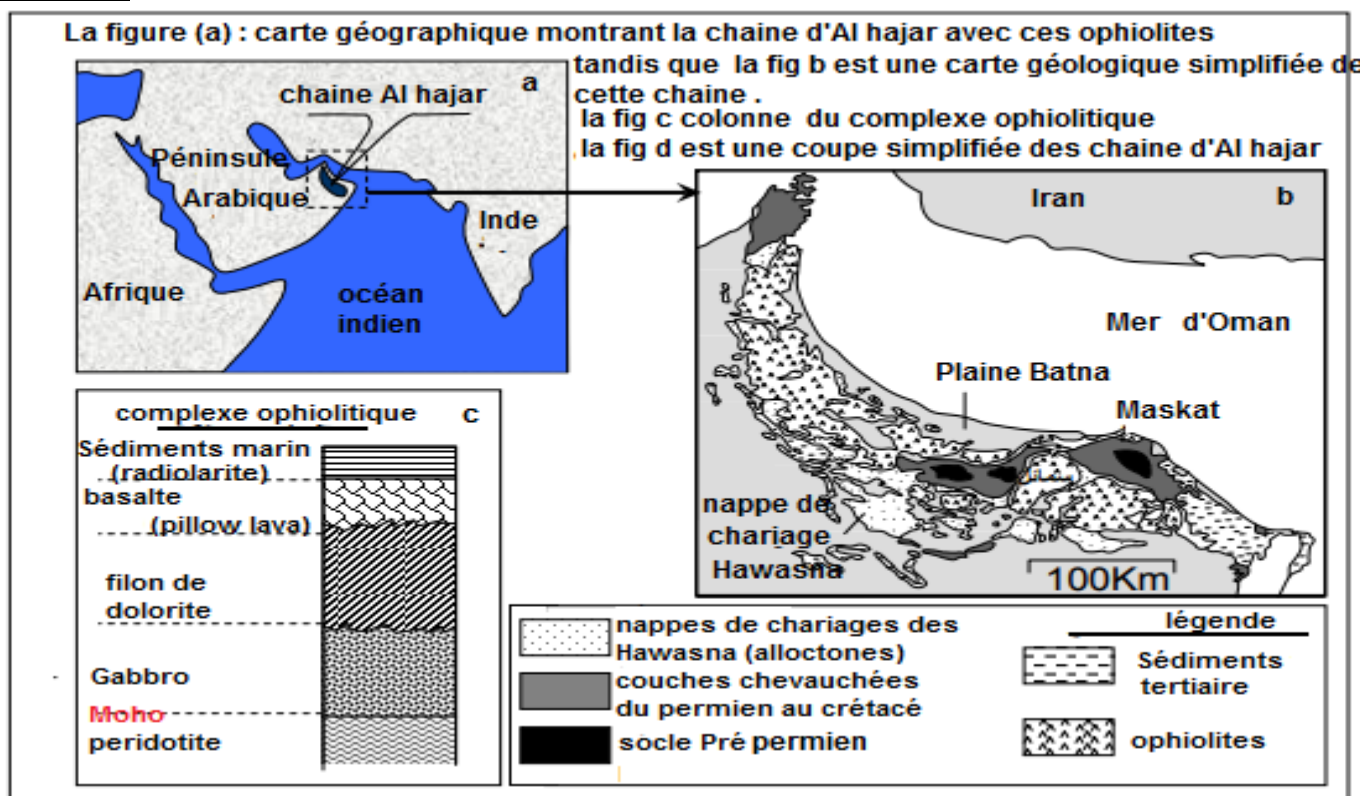 La figure (a) : carte géographique montrant la chaine d'Al hajar avec ces ophiolites
tandis que la fig b est une carte géologique simplifiée de
cette chaine .
la fig c colonne du complexe ophiolitique
la fig d est une coupe simplifiée des chaine d'Al hajar
chaine Al hajar
a
Péninsule
Arabique
Inde
Afrique
océan
indien
Iran
b
Mer d'Oman
Plaine Batna
Maskat
nappe de
chariage
Hawasna
100Km
complexe ophiolitique
c
Sédiments marin
(radiolarite)
basalte
(pillow lava)
filon de
dolorite
Gabbro
Moho
peridotite
légende
nappes de chariages des
Hawasna (alloctones)
couches chevauchées
du permien au crétacé
socle Pré permien
Sédiments
tertiaire
ophiolites